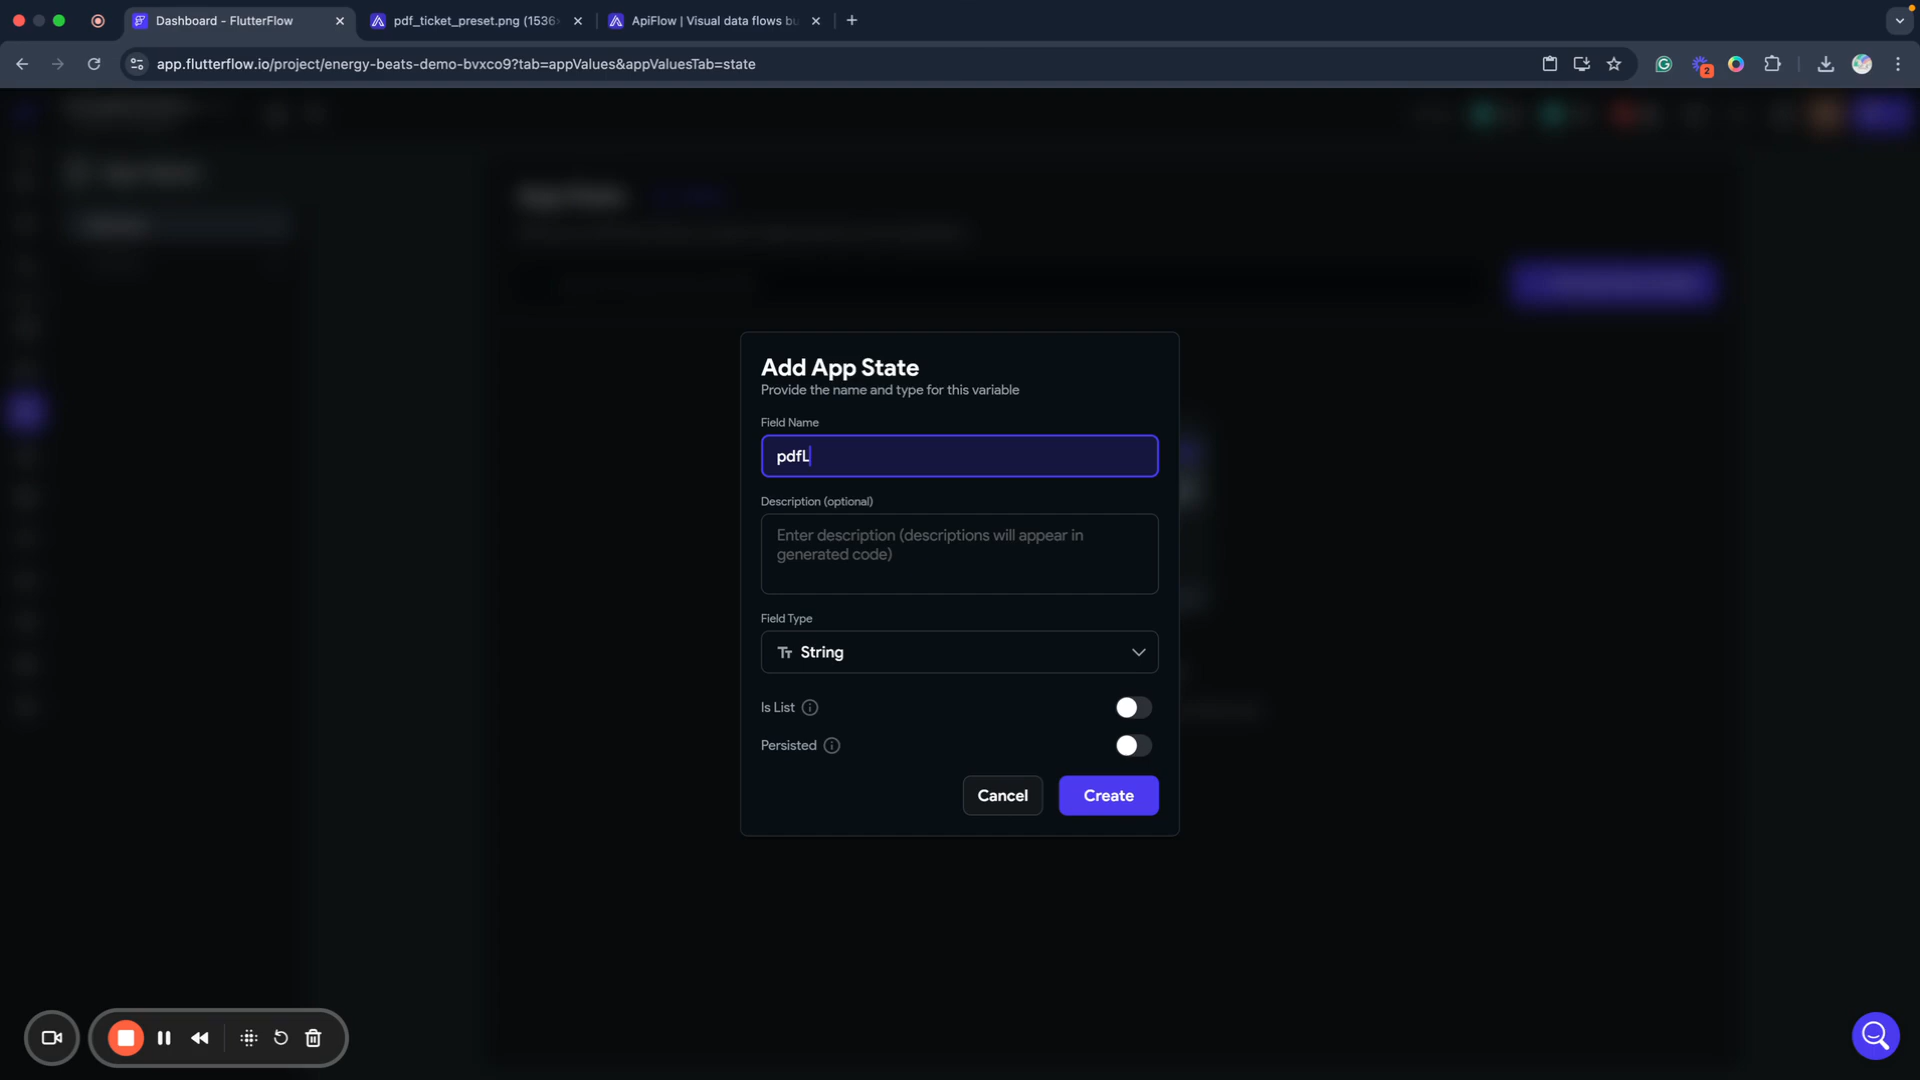 Dashboard - FlutterFlow
pdf_ticket_preset.png (1536
ApiFlow | Visual data flows bu
app.flutterflow.io/project/energy-beats-demo-bvxco9?tab=appValues&appValuesTab=state
2
Add App State
Provide the name and type for this variable
Field Name
pdfL
Description (optional)
Enter description (descriptions will appear in
generated code)
Field Type
Tт String
Is List
Persisted
Cancel
Create